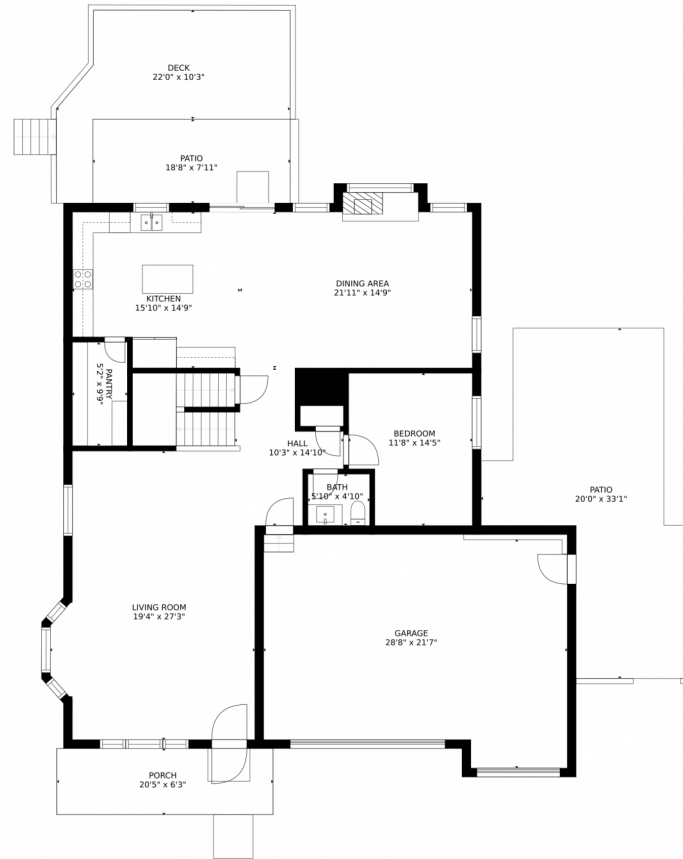 DECK
22'0" x 10'3"
PATIO
18'8" x 7'11"
KITCHEN
15'10" x 14'9"
DINING AREA
21'11" x 14'9"
PANTRY
5'2" x 9'9"
BEDROOM
11'8" x 14'5"
HALL
10'3" x 14'10"
BATH
5'10" x 4'10"
PATIO
20'0" x 33'1"
LIVING ROOM
19'4" x 27'3"
GARAGE
28'8" x 21'7"
PORCH
20'5" x 6'3"